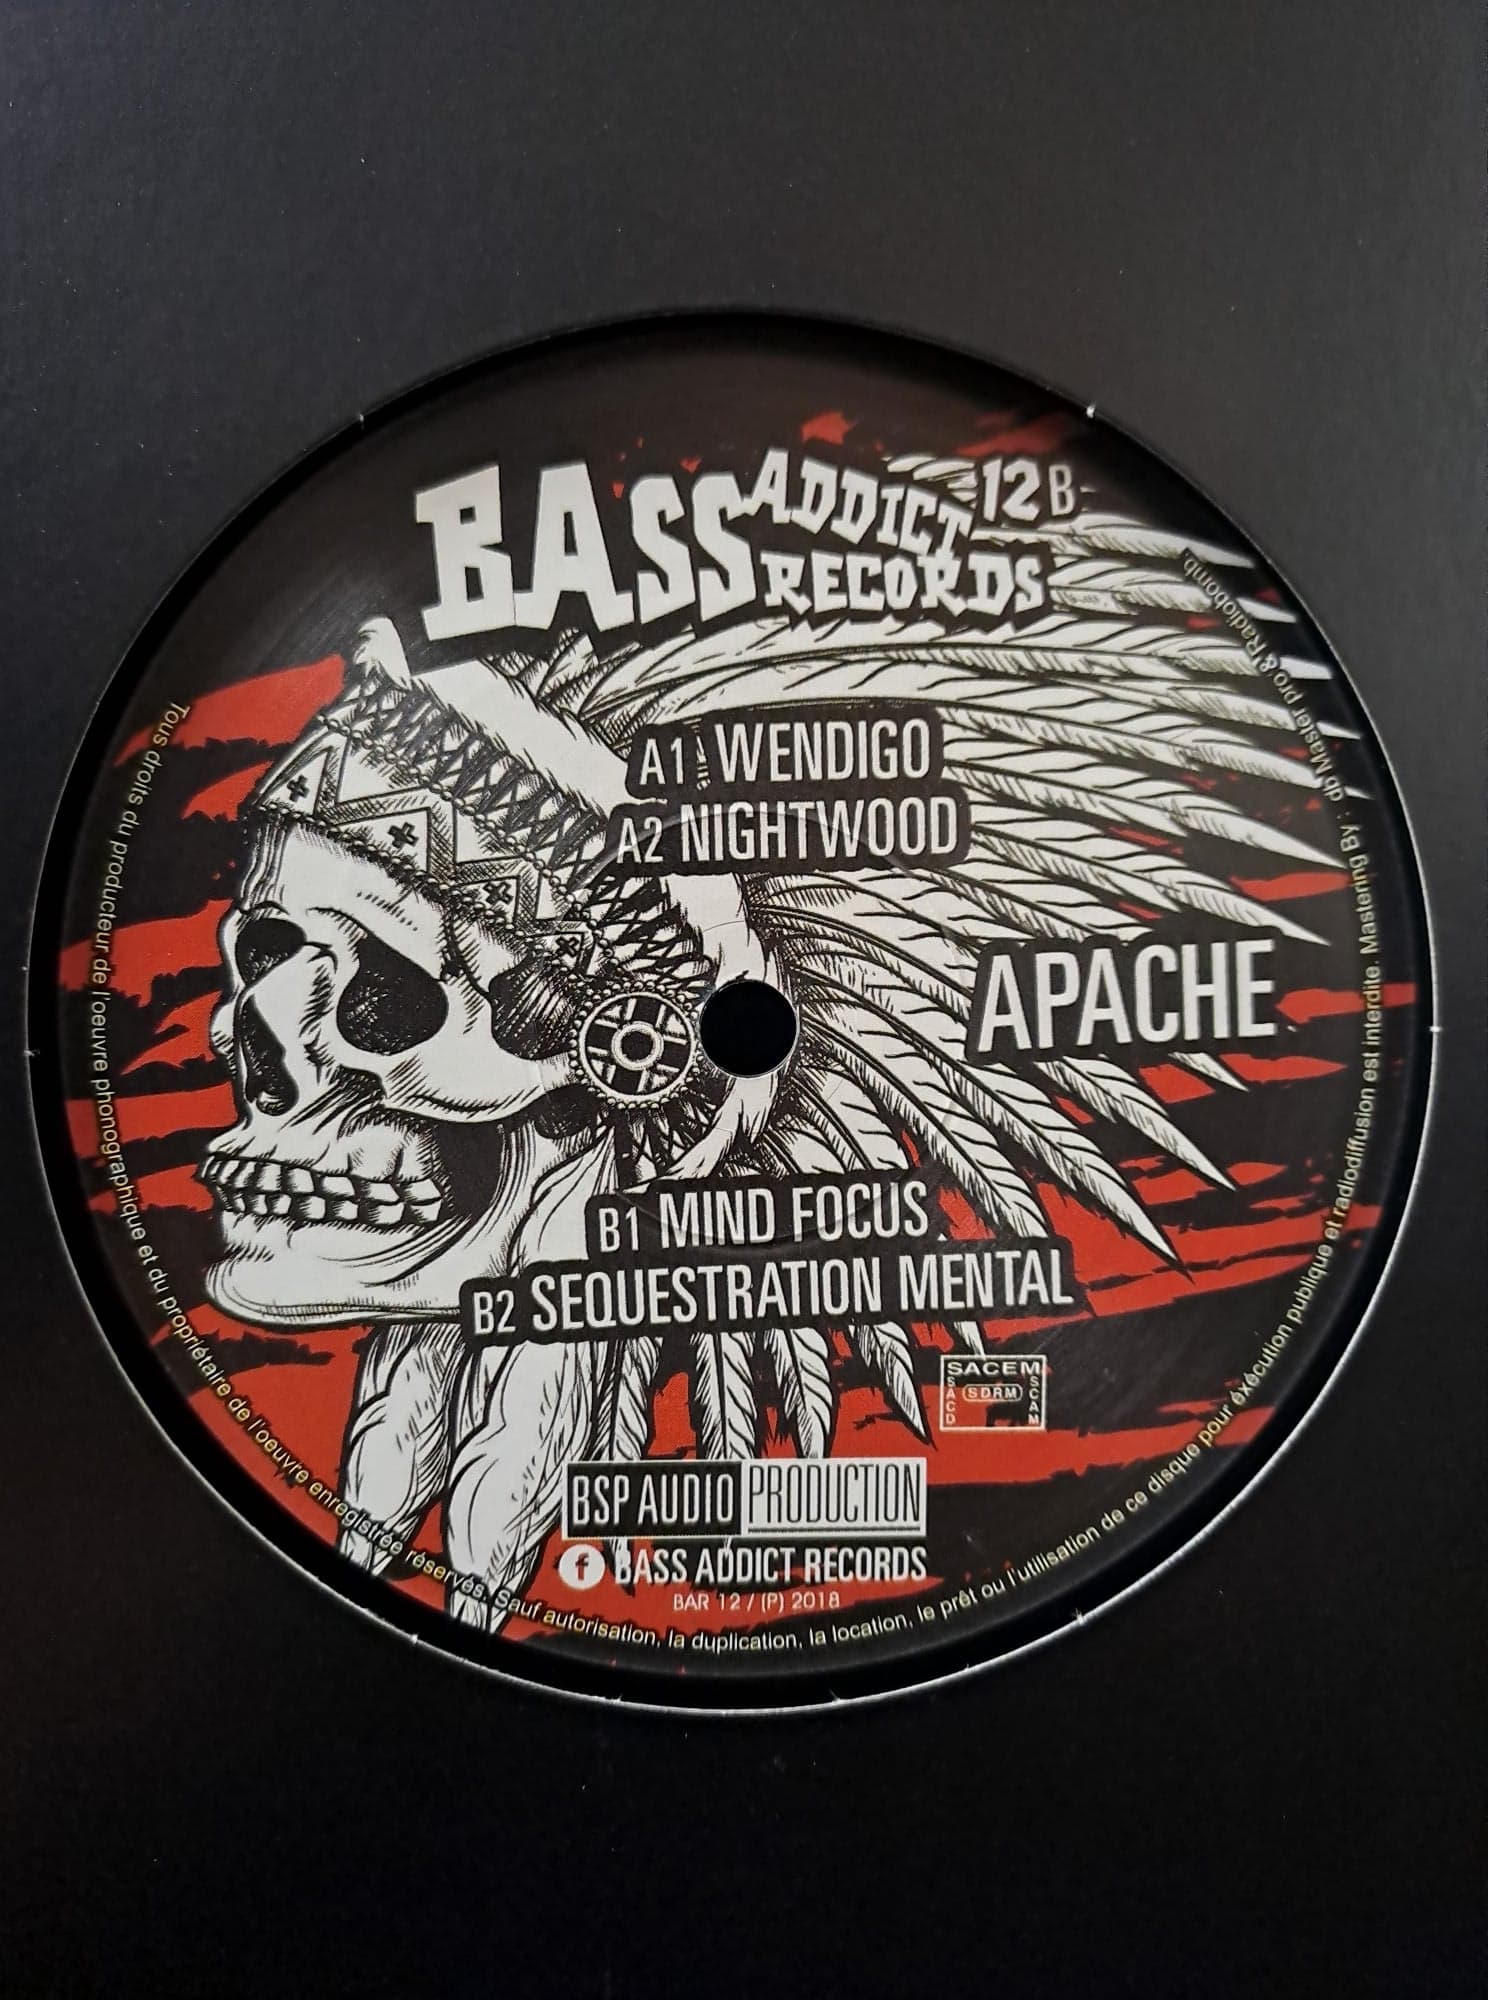 BASS ADDICT RECORDS 12B
A1 WENDIGO
A2 NIGHTWOOD
APACHE
B1 MIND FOCUS
B2 SEQUESTRATION MENTAL
SACEM
SACD
SDRM
SCAM
BSP AUDIO PRODUCTION
f BASS ADDICT RECORDS
BAR 12 / (P) 2018
Tous droits du producteur de l'oeuvre phonographique et du propriétaire de l'oeuvre enregistrée réservés. Sauf autorisation, la duplication, la location, le prêt ou l'utilisation de ce disque pour éxécution publique et radiodiffusion est interdite. Mastering By : db Master pro & Radiobomb